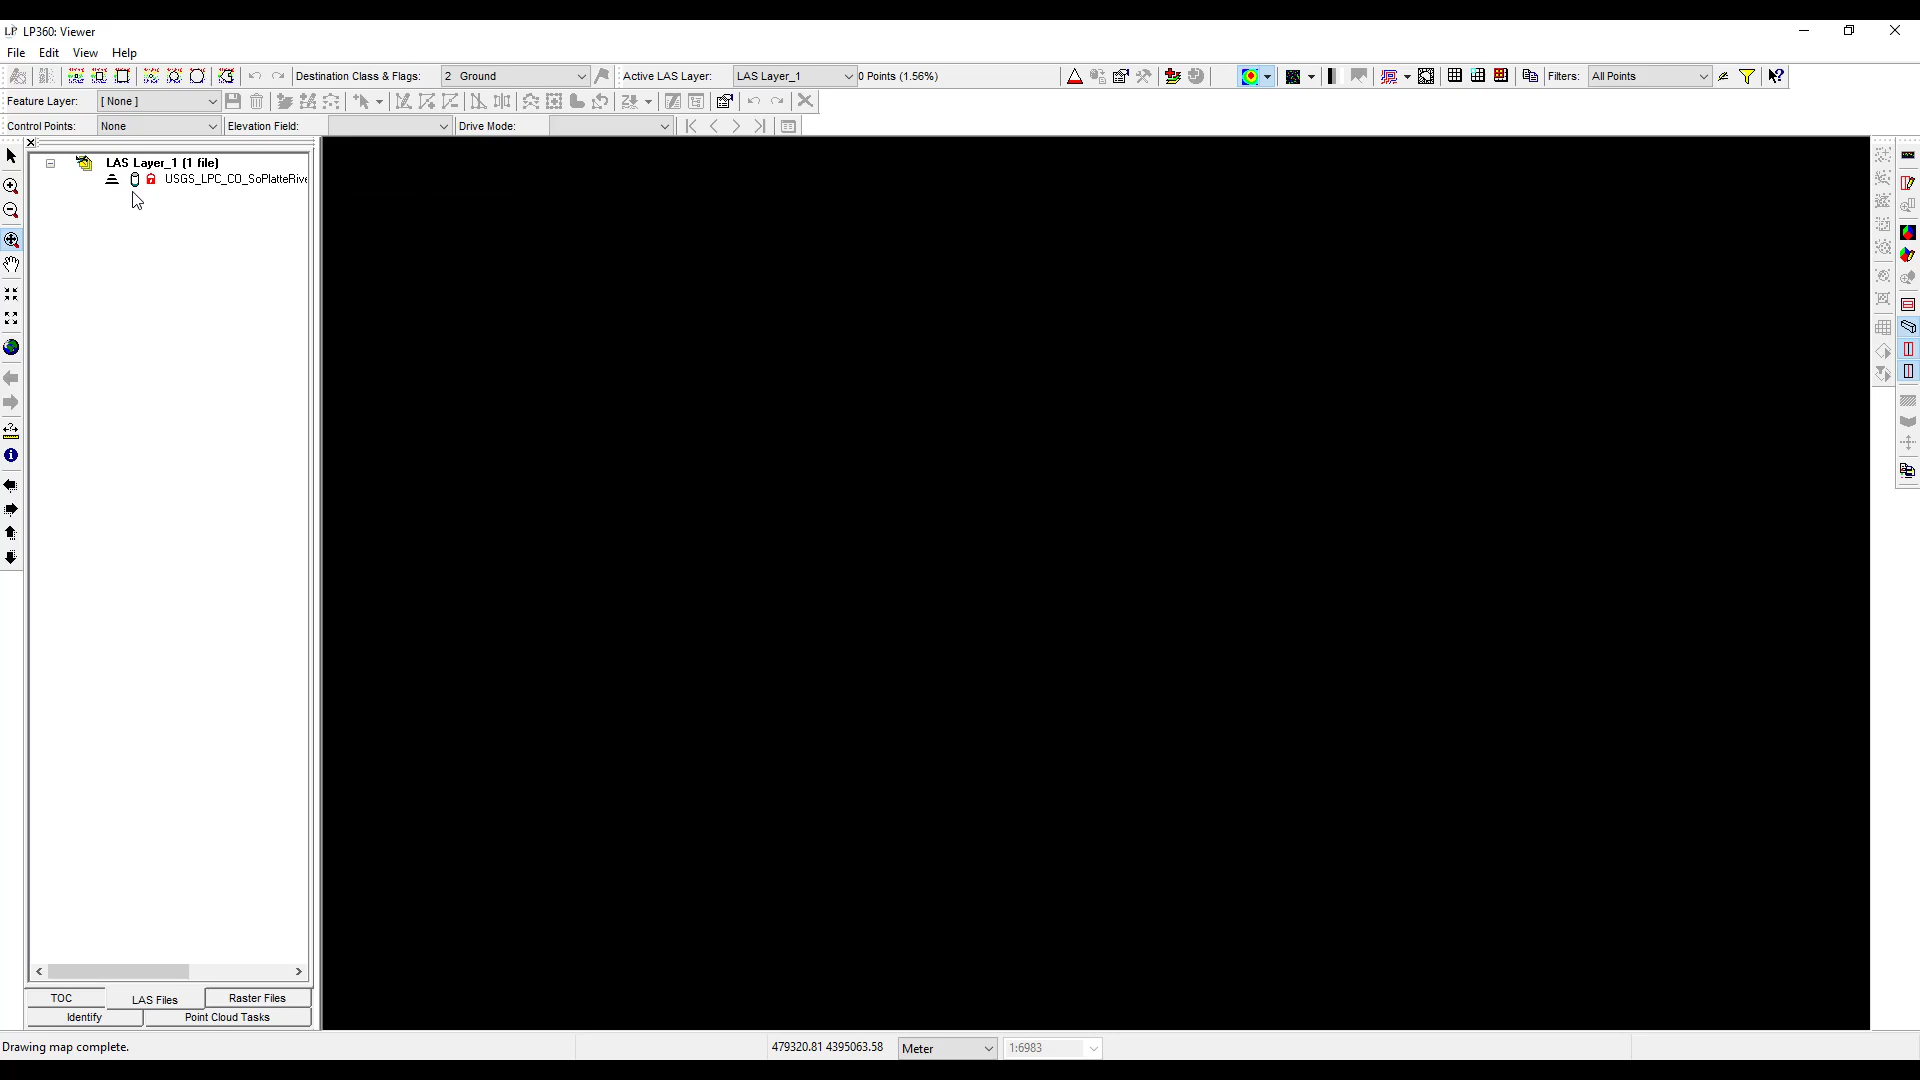 LP360: Viewer
File Edit View Help
Destination Class & Flags: 2 Ground Active LAS Layer: LAS Layer_1 0 Points (1.56%) Filters: All Points
Feature Layer: [ None ]
Control Points: None Elevation Field: Drive Mode:
LAS Layer_1 (1 file)
USGS_LPC_CO_SoPlatteRive
TOC LAS Files Raster Files
Identify Point Cloud Tasks
Drawing map complete. 479320.81 4395063.58 Meter 1:6983